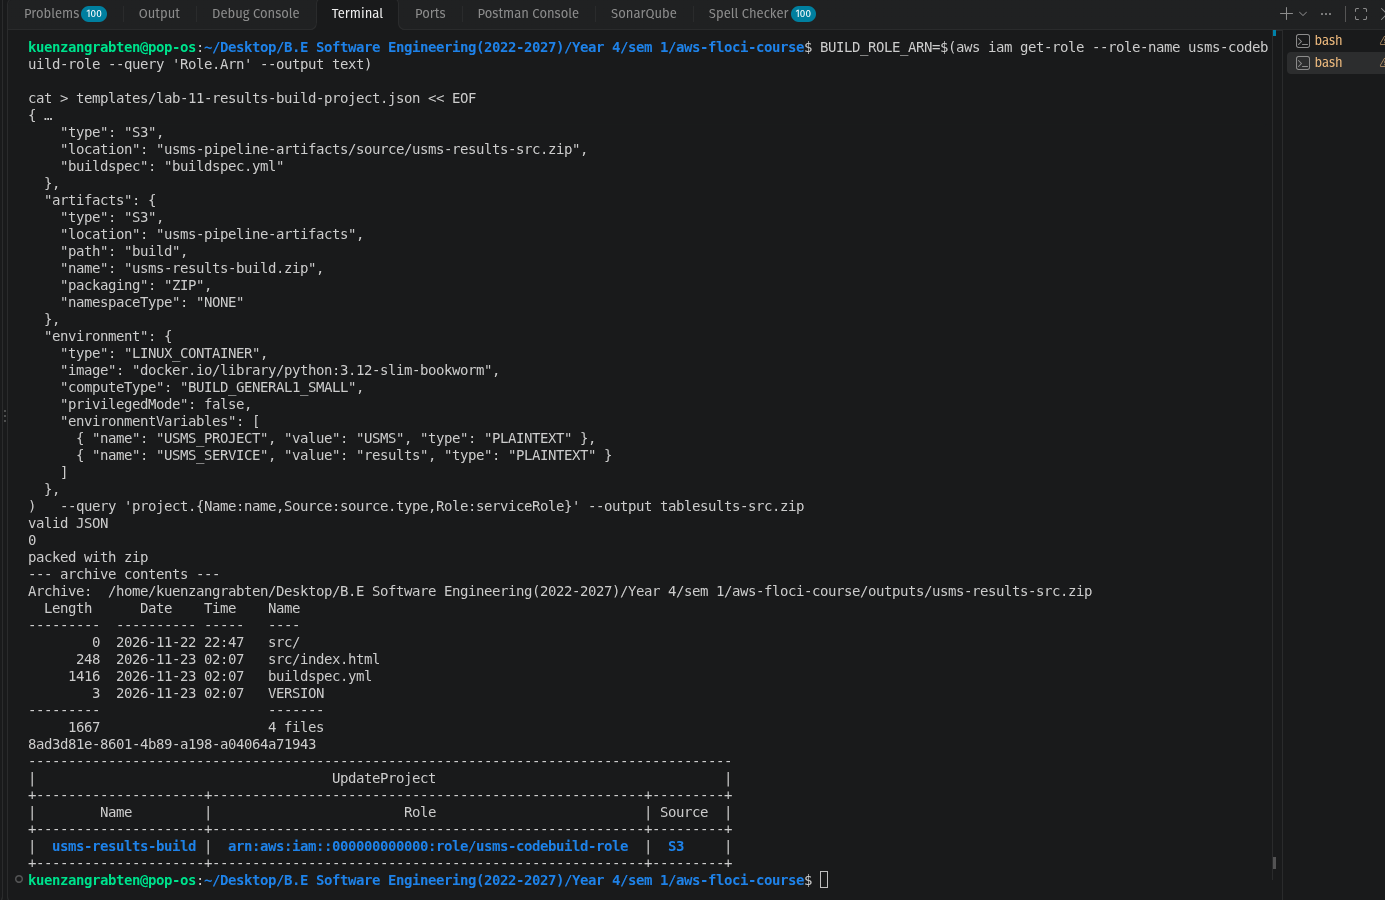 Problems 100 Output Debug Console Terminal Ports Postman Console SonarQube Spell Checker 100
kuenzangrabten@pop-os:~/Desktop/B.E Software Engineering(2022-2027)/Year 4/sem 1/aws-floci-course$ BUILD_ROLE_ARN=$(aws iam get-role --role-name usms-codeb
uild-role --query 'Role.Arn' --output text)
bash
bash
cat > templates/lab-11-results-build-project.json << EOF
{ …
    "type": "S3",
    "location": "usms-pipeline-artifacts/source/usms-results-src.zip",
    "buildspec": "buildspec.yml"
  },
  "artifacts": {
    "type": "S3",
    "location": "usms-pipeline-artifacts",
    "path": "build",
    "name": "usms-results-build.zip",
    "packaging": "ZIP",
    "namespaceType": "NONE"
  },
  "environment": {
    "type": "LINUX_CONTAINER",
    "image": "docker.io/library/python:3.12-slim-bookworm",
    "computeType": "BUILD_GENERAL1_SMALL",
    "privilegedMode": false,
    "environmentVariables": [
      { "name": "USMS_PROJECT", "value": "USMS", "type": "PLAINTEXT" },
      { "name": "USMS_SERVICE", "value": "results", "type": "PLAINTEXT" }
    ]
  },
)   --query 'project.{Name:name,Source:source.type,Role:serviceRole}' --output tablesults-src.zip
valid JSON
0
packed with zip
--- archive contents ---
Archive:  /home/kuenzangrabten/Desktop/B.E Software Engineering(2022-2027)/Year 4/sem 1/aws-floci-course/outputs/usms-results-src.zip
  Length      Date    Time    Name
---------  ---------- -----   ----
        0  2026-11-22 22:47   src/
      248  2026-11-23 02:07   src/index.html
     1416  2026-11-23 02:07   buildspec.yml
        3  2026-11-23 02:07   VERSION
---------                     -------
     1667                     4 files
8ad3d81e-8601-4b89-a198-a04064a71943
---------------------------------------------------------------------------------------
|                                     UpdateProject                                    |
+---------------------+------------------------------------------------------+---------+
|        Name         |                        Role                          | Source  |
+---------------------+------------------------------------------------------+---------+
|  usms-results-build |  arn:aws:iam::000000000000:role/usms-codebuild-role  |  S3     |
+---------------------+------------------------------------------------------+---------+
kuenzangrabten@pop-os:~/Desktop/B.E Software Engineering(2022-2027)/Year 4/sem 1/aws-floci-course$